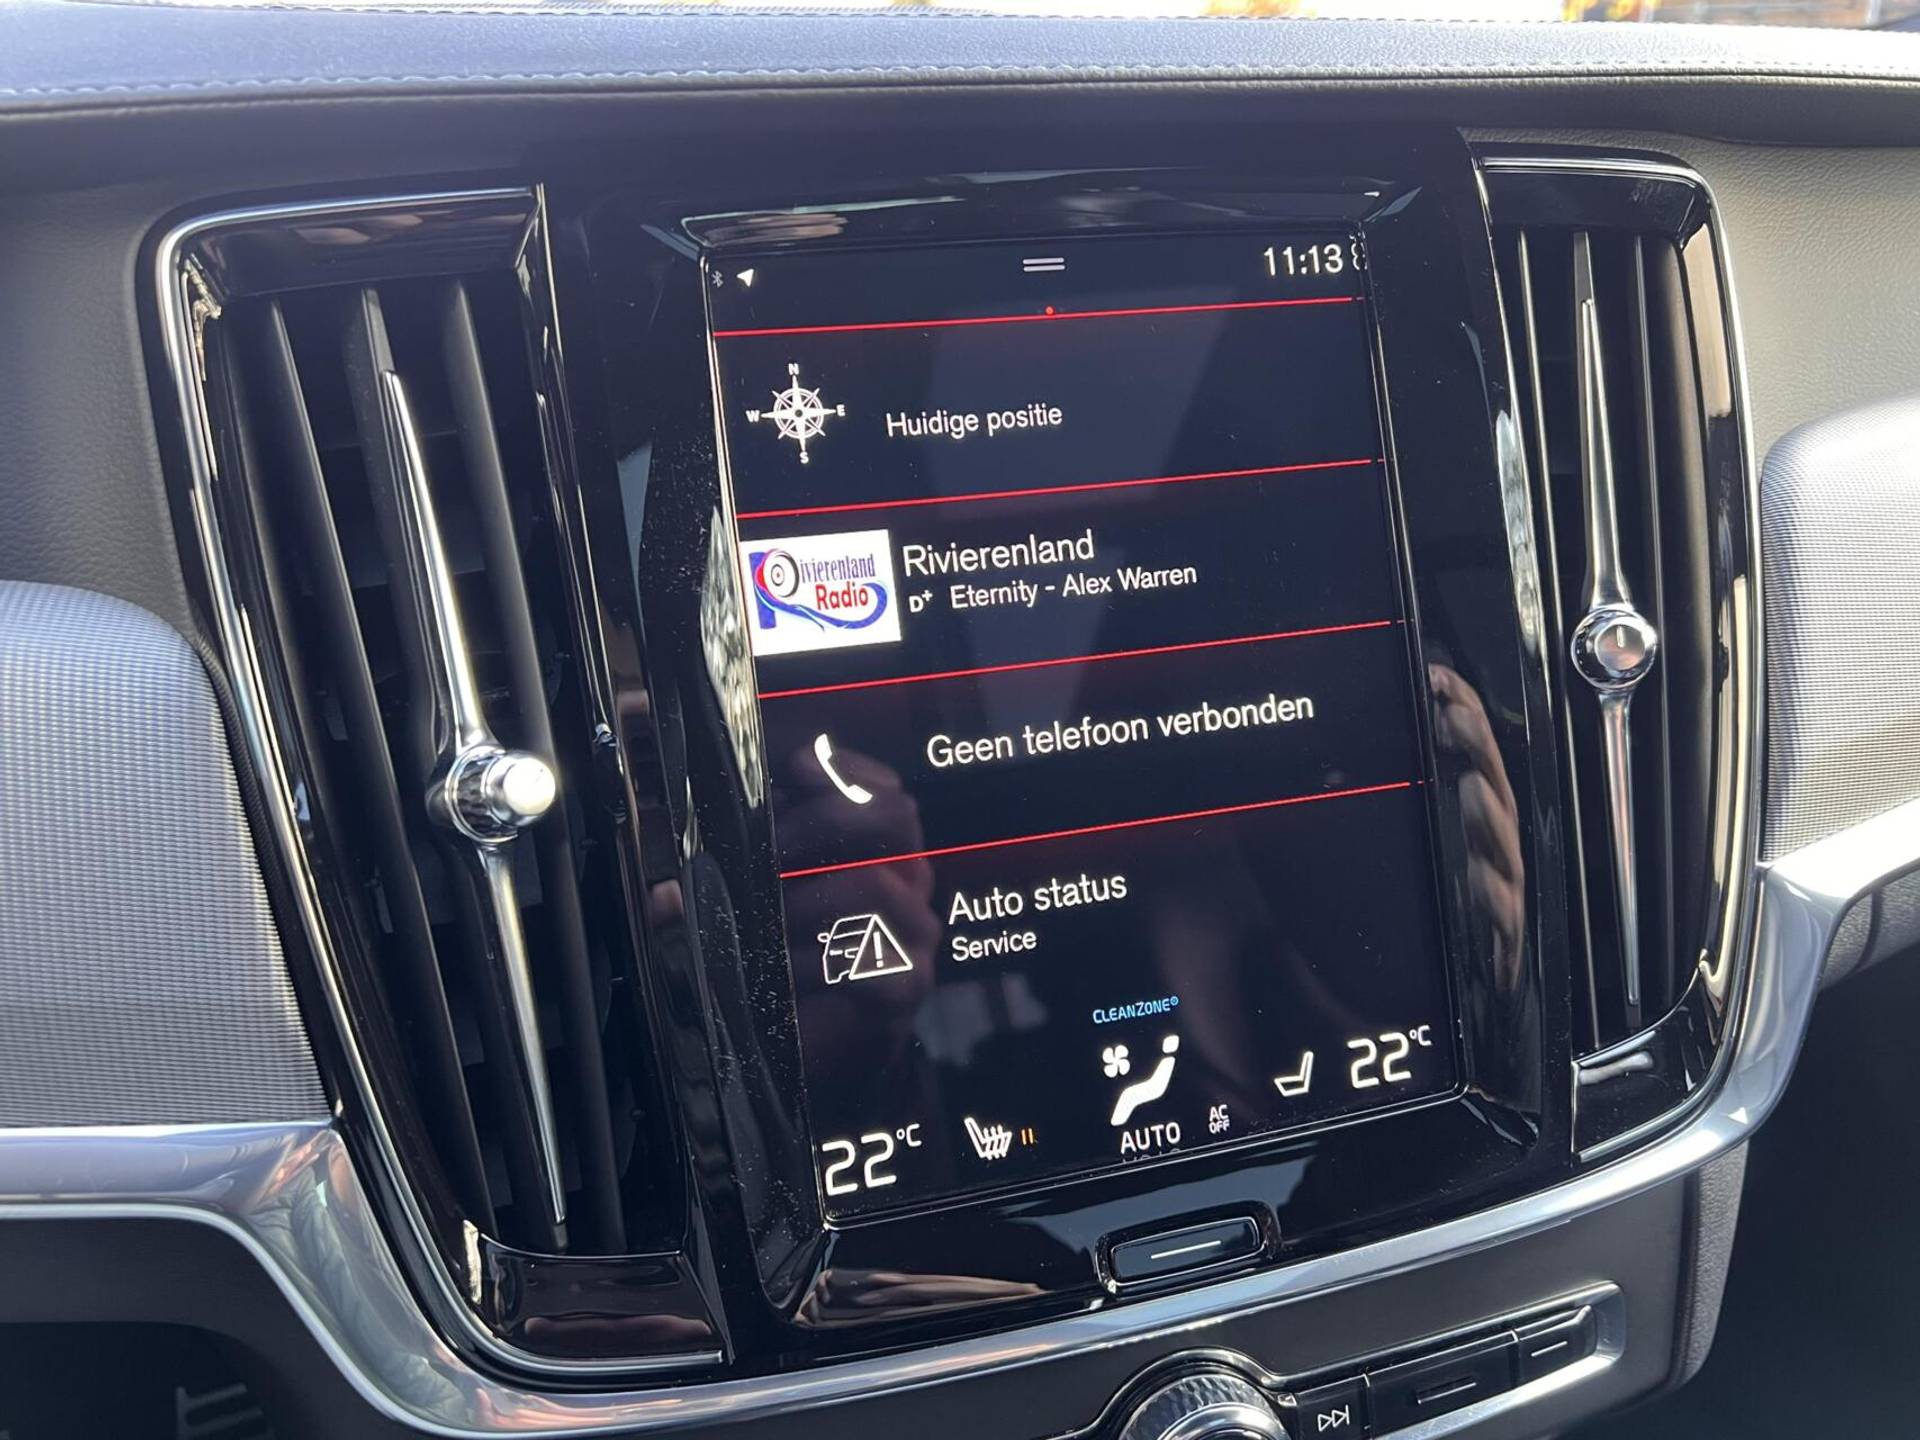 11:13
N
W E
S
Huidige positie
Rivierenland
Radio
Rivierenland
D+ Eternity - Alex Warren
Geen telefoon verbonden
Auto status
Service
CLEANZONE®
22°C
AUTO
AC
OFF
22°C